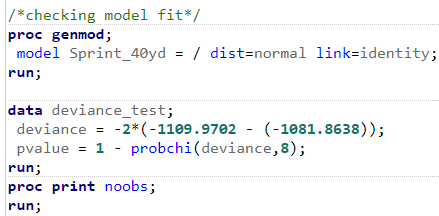 /*checking model fit*/
proc genmod;
model Sprint_40yd = / dist=normal link=identity;
run;
data deviance_test;
deviance = -2*(-1109.9702 - (-1081.8638));
pvalue = 1 - probchi(deviance,8);
run;
proc print noobs;
run;